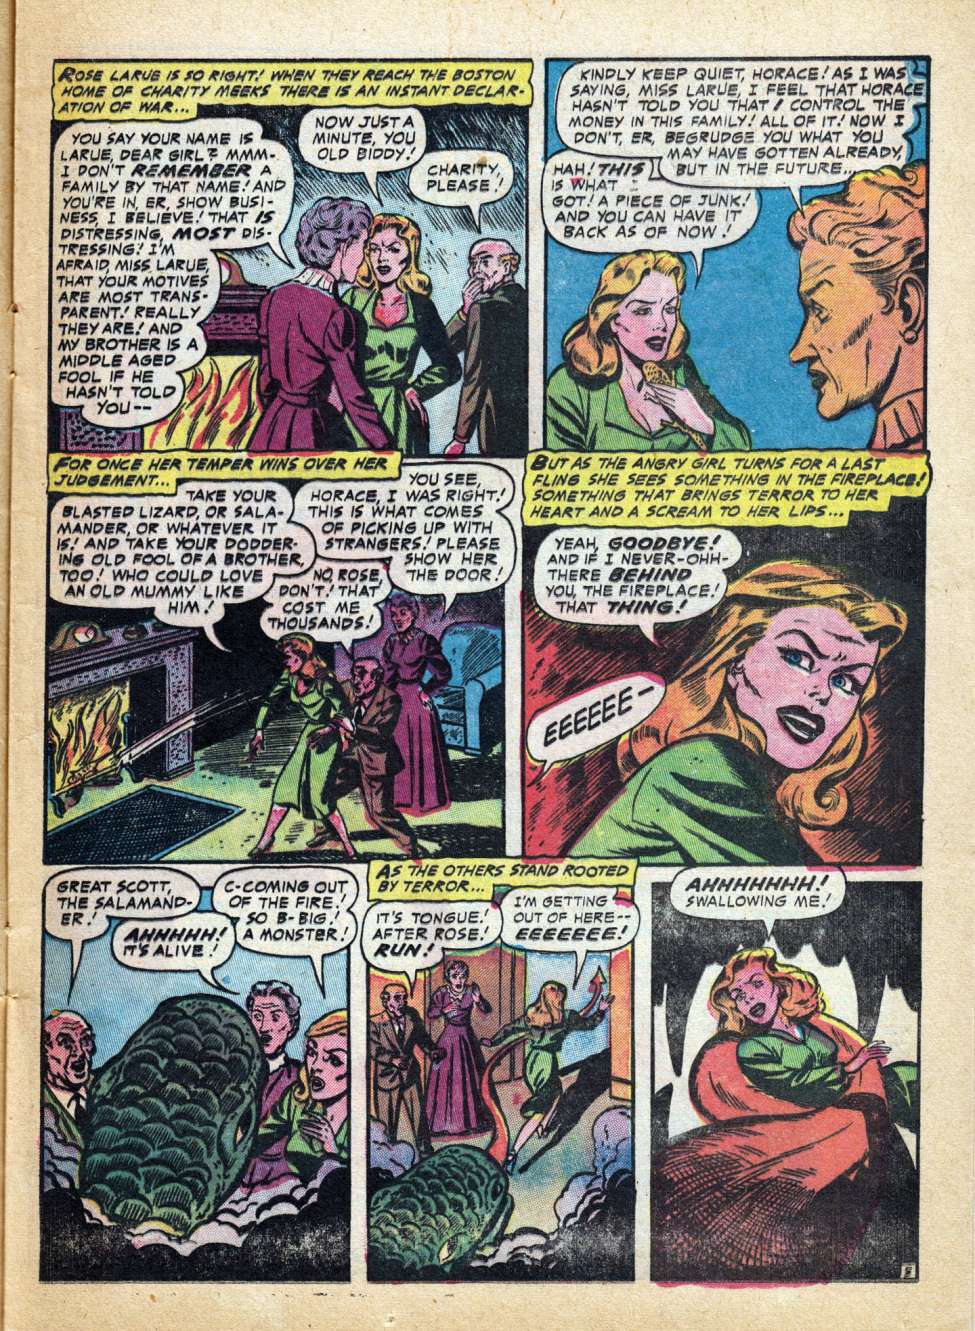 ROSE LARUE IS SO RIGHT! WHEN THEY REACH THE BOSTON
HOME OF CHARITY MEEKS THERE IS AN INSTANT DECLAR-
ATION OF WAR...
YOU SAY YOUR NAME IS
LARUE, DEAR GIRL? MMM-
I DON'T REMEMBER A
FAMILY BY THAT NAME! AND
YOU'RE IN, ER, SHOW BUSI-
NESS, I BELIEVE! THAT IS
DISTRESSING, MOST DIS-
TRESSING! I'M
AFRAID, MISS LARUE,
THAT YOUR MOTIVES
ARE MOST TRANS-
PARENT! REALLY
THEY ARE! AND
MY BROTHER IS A
MIDDLE AGED
FOOL IF HE
HASN'T TOLD
YOU--
NOW JUST A
MINUTE, YOU
OLD BIDDY!
CHARITY,
PLEASE!
KINDLY KEEP QUIET, HORACE! AS I WAS
SAYING, MISS LARUE, I FEEL THAT HORACE
HASN'T TOLD YOU THAT I CONTROL THE
MONEY IN THIS FAMILY! ALL OF IT! NOW I
DON'T, ER, BEGRUDGE YOU WHAT YOU
MAY HAVE GOTTEN ALREADY,
BUT IN THE FUTURE...
HAH! THIS
IS WHAT I
GOT! A PIECE OF JUNK!
AND YOU CAN HAVE IT
BACK AS OF NOW!
FOR ONCE HER TEMPER WINS OVER HER
JUDGEMENT...
TAKE YOUR
BLASTED LIZARD, OR SALA-
MANDER, OR WHATEVER IT
IS! AND TAKE YOUR DODDER-
ING OLD FOOL OF A BROTHER,
TOO! WHO COULD LOVE
AN OLD MUMMY LIKE
HIM!
NO, ROSE,
DON'T! THAT
COST ME
THOUSANDS!
YOU SEE,
HORACE, I WAS RIGHT!
THIS IS WHAT COMES
OF PICKING UP WITH
STRANGERS! PLEASE
SHOW HER
THE DOOR!
BUT AS THE ANGRY GIRL TURNS FOR A LAST
FLING SHE SEES SOMETHING IN THE FIREPLACE!
SOMETHING THAT BRINGS TERROR TO HER
HEART AND A SCREAM TO HER LIPS...
YEAH, GOODBYE!
AND IF I NEVER-OHH-
THERE BEHIND
YOU, THE FIREPLACE!
THAT THING!
EEEEEE-
GREAT SCOTT,
THE
SALAMAND-
ER!
AHHHHH!
IT'S ALIVE!
C-COMING OUT
OF THE FIRE!
SO B-BIG!
A MONSTER!
AS THE OTHERS STAND ROOTED
BY TERROR...
IT'S TONGUE!
AFTER ROSE!
RUN!
I'M GETTING
OUT OF HERE--
EEEEEEE!
AHHHHHHH!
SWALLOWING ME!